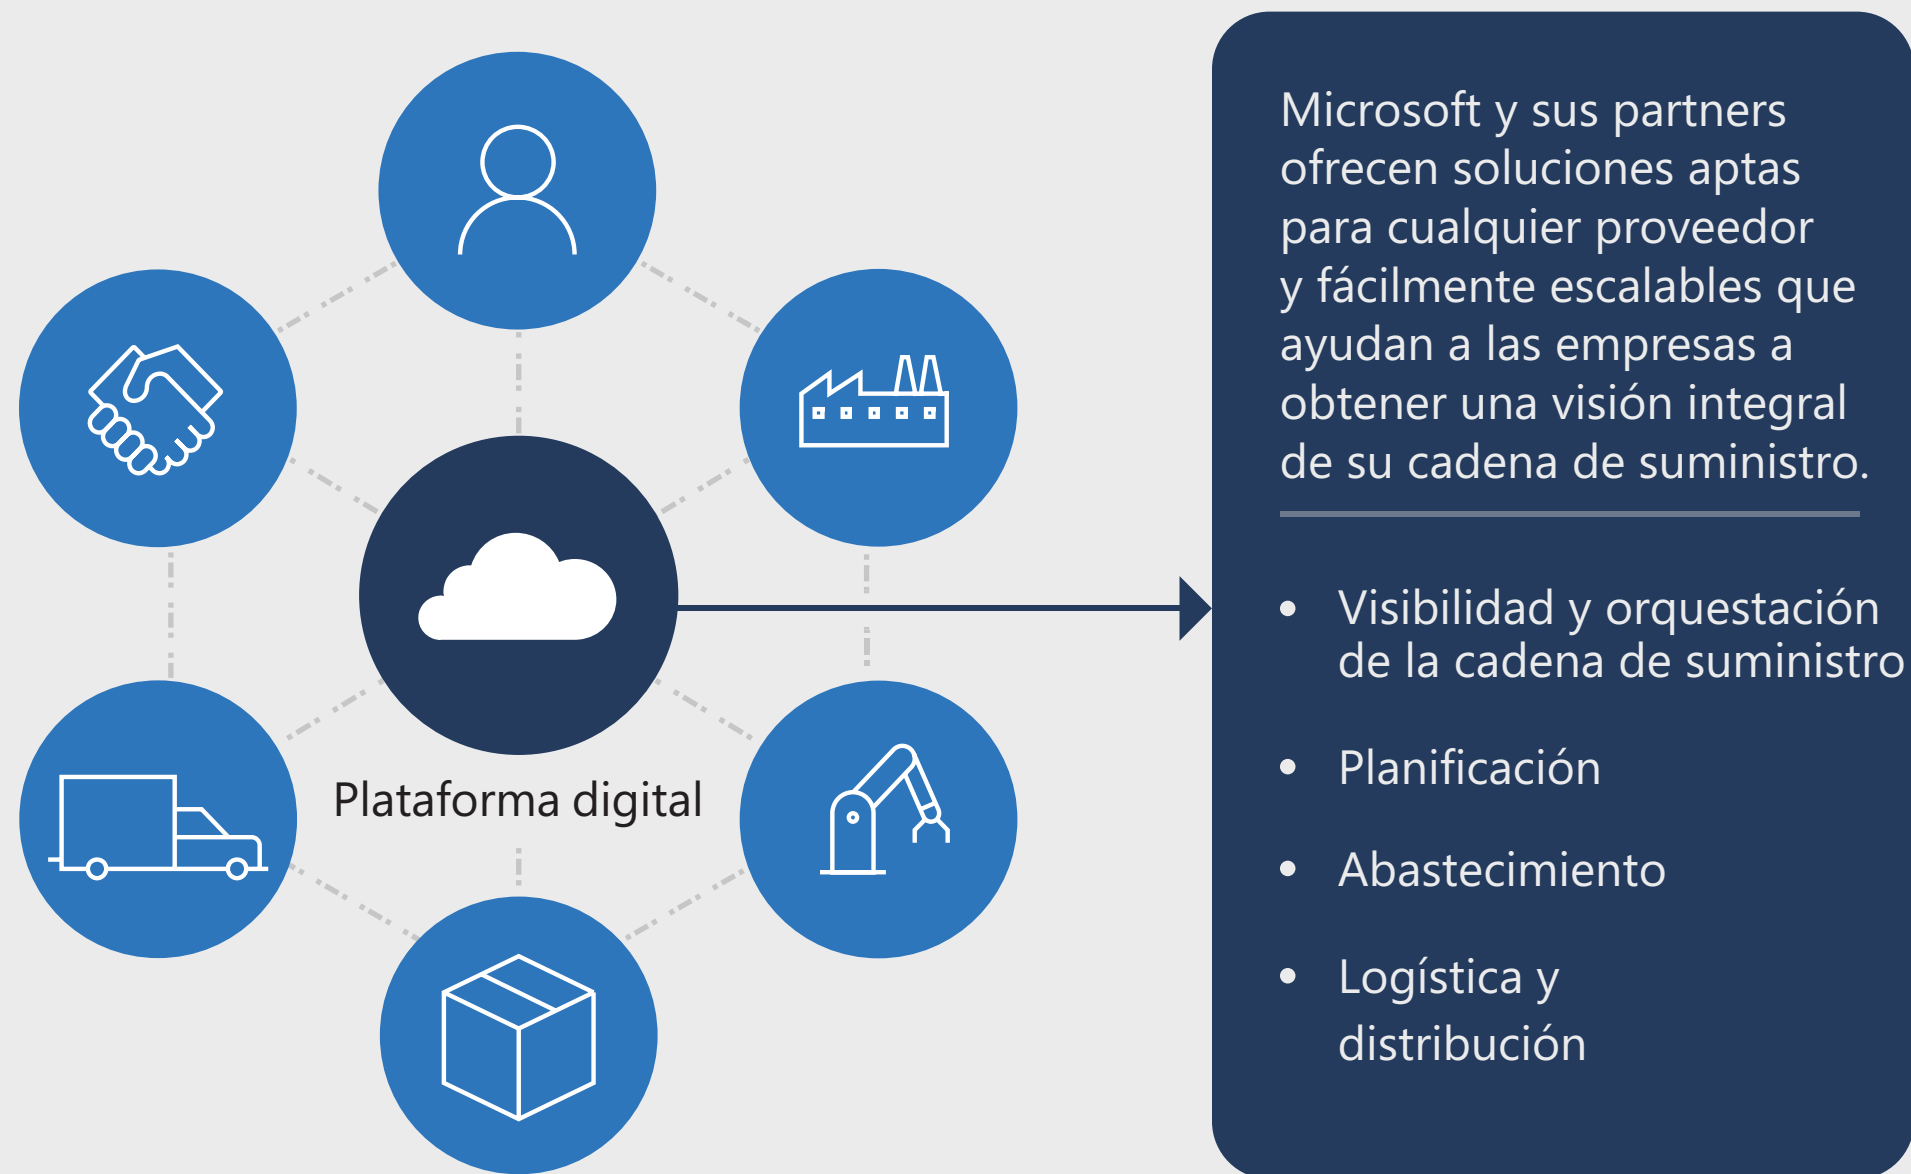 Plataforma digital
Microsoft y sus partners
ofrecen soluciones aptas
para cualquier proveedor
y fácilmente escalables que
ayudan a las empresas a
obtener una visión integral
de su cadena de suministro.
• Visibilidad y orquestación
de la cadena de suministro
• Planificación
• Abastecimiento
• Logística y
distribución